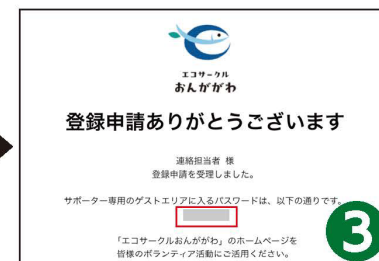 エコサークル
おんががわ
登録申請ありがとうございます
連絡担当者 様
登録申請を受理しました。
サポーター専用のゲストエリアに入るパスワードは、以下の通りです。
「エコサークルおんががわ」のホームページを
皆様のボランティア活動にご活用ください。
3